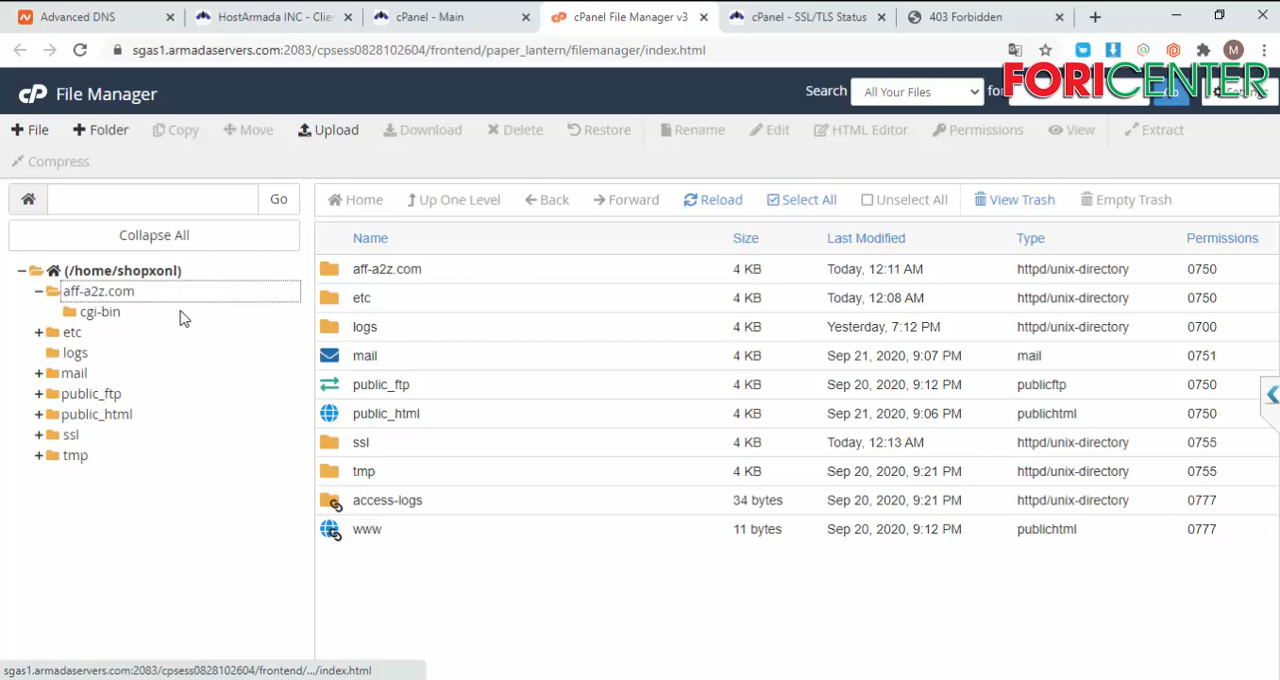 Advanced DNS
HostArmada INC - Clie
cPanel - Main
cPanel File Manager v3
cPanel - SSL/TLS Status
403 Forbidden
sgas1.armadaservers.com:2083/cpsess0828102604/frontend/paper_lantern/filemanager/index.html
M
FORICENTER
cP File Manager
Search
All Your Files
for
File
Folder
Copy
Move
Upload
Download
Delete
Restore
Rename
Edit
HTML Editor
Permissions
View
Extract
Compress
Go
Home
Up One Level
Back
Forward
Reload
Select All
Unselect All
View Trash
Empty Trash
Collapse All
(/home/shopxonl)
aff-a2z.com
cgi-bin
etc
logs
mail
public_ftp
public_html
ssl
tmp
Name Size Last Modified Type Permissions
aff-a2z.com 4 KB Today, 12:11 AM httpd/unix-directory 0750
etc 4 KB Today, 12:08 AM httpd/unix-directory 0750
logs 4 KB Yesterday, 7:12 PM httpd/unix-directory 0700
mail 4 KB Sep 21, 2020, 9:07 PM mail 0751
public_ftp 4 KB Sep 20, 2020, 9:12 PM publicftp 0750
public_html 4 KB Sep 21, 2020, 9:06 PM publichtml 0750
ssl 4 KB Today, 12:13 AM httpd/unix-directory 0755
tmp 4 KB Sep 20, 2020, 9:21 PM httpd/unix-directory 0755
access-logs 34 bytes Sep 20, 2020, 9:21 PM httpd/unix-directory 0777
www 11 bytes Sep 20, 2020, 9:12 PM publichtml 0777
sgas1.armadaservers.com:2083/cpsess0828102604/frontend/.../index.html